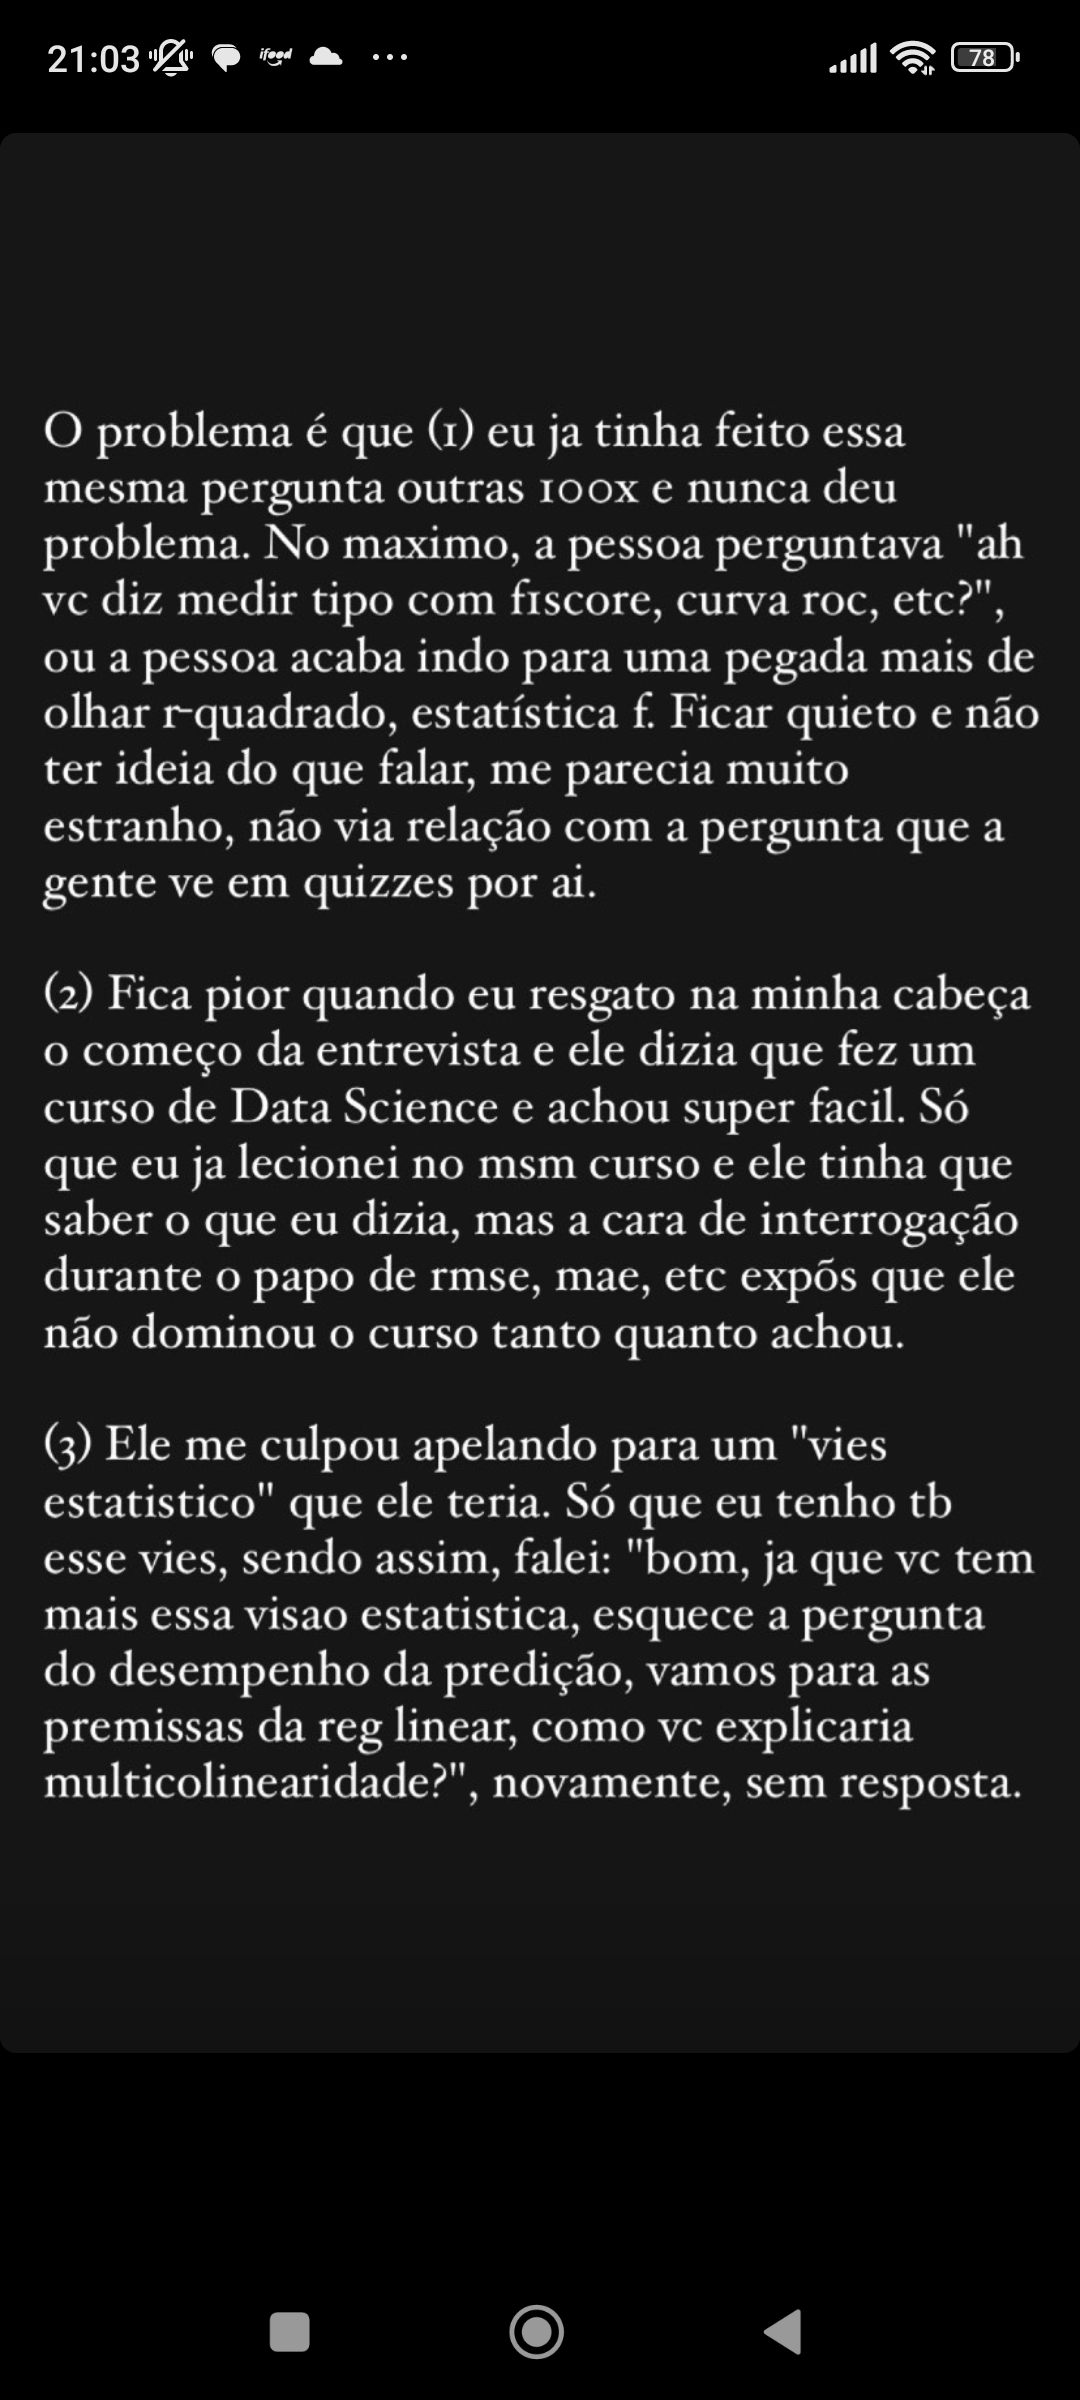 21:03 ifood 78
O problema é que (1) eu ja tinha feito essa
mesma pergunta outras 100x e nunca deu
problema. No maximo, a pessoa perguntava "ah
vc diz medir tipo com f1score, curva roc, etc?",
ou a pessoa acaba indo para uma pegada mais de
olhar r-quadrado, estatística f. Ficar quieto e não
ter ideia do que falar, me parecia muito
estranho, não via relação com a pergunta que a
gente ve em quizzes por ai.
(2) Fica pior quando eu resgato na minha cabeça
o começo da entrevista e ele dizia que fez um
curso de Data Science e achou super facil. Só
que eu ja lecionei no msm curso e ele tinha que
saber o que eu dizia, mas a cara de interrogação
durante o papo de rmse, mae, etc expõs que ele
não dominou o curso tanto quanto achou.
(3) Ele me culpou apelando para um "vies
estatistico" que ele teria. Só que eu tenho tb
esse vies, sendo assim, falei: "bom, ja que vc tem
mais essa visao estatistica, esquece a pergunta
do desempenho da predição, vamos para as
premissas da reg linear, como vc explicaria
multicolinearidade?", novamente, sem resposta.